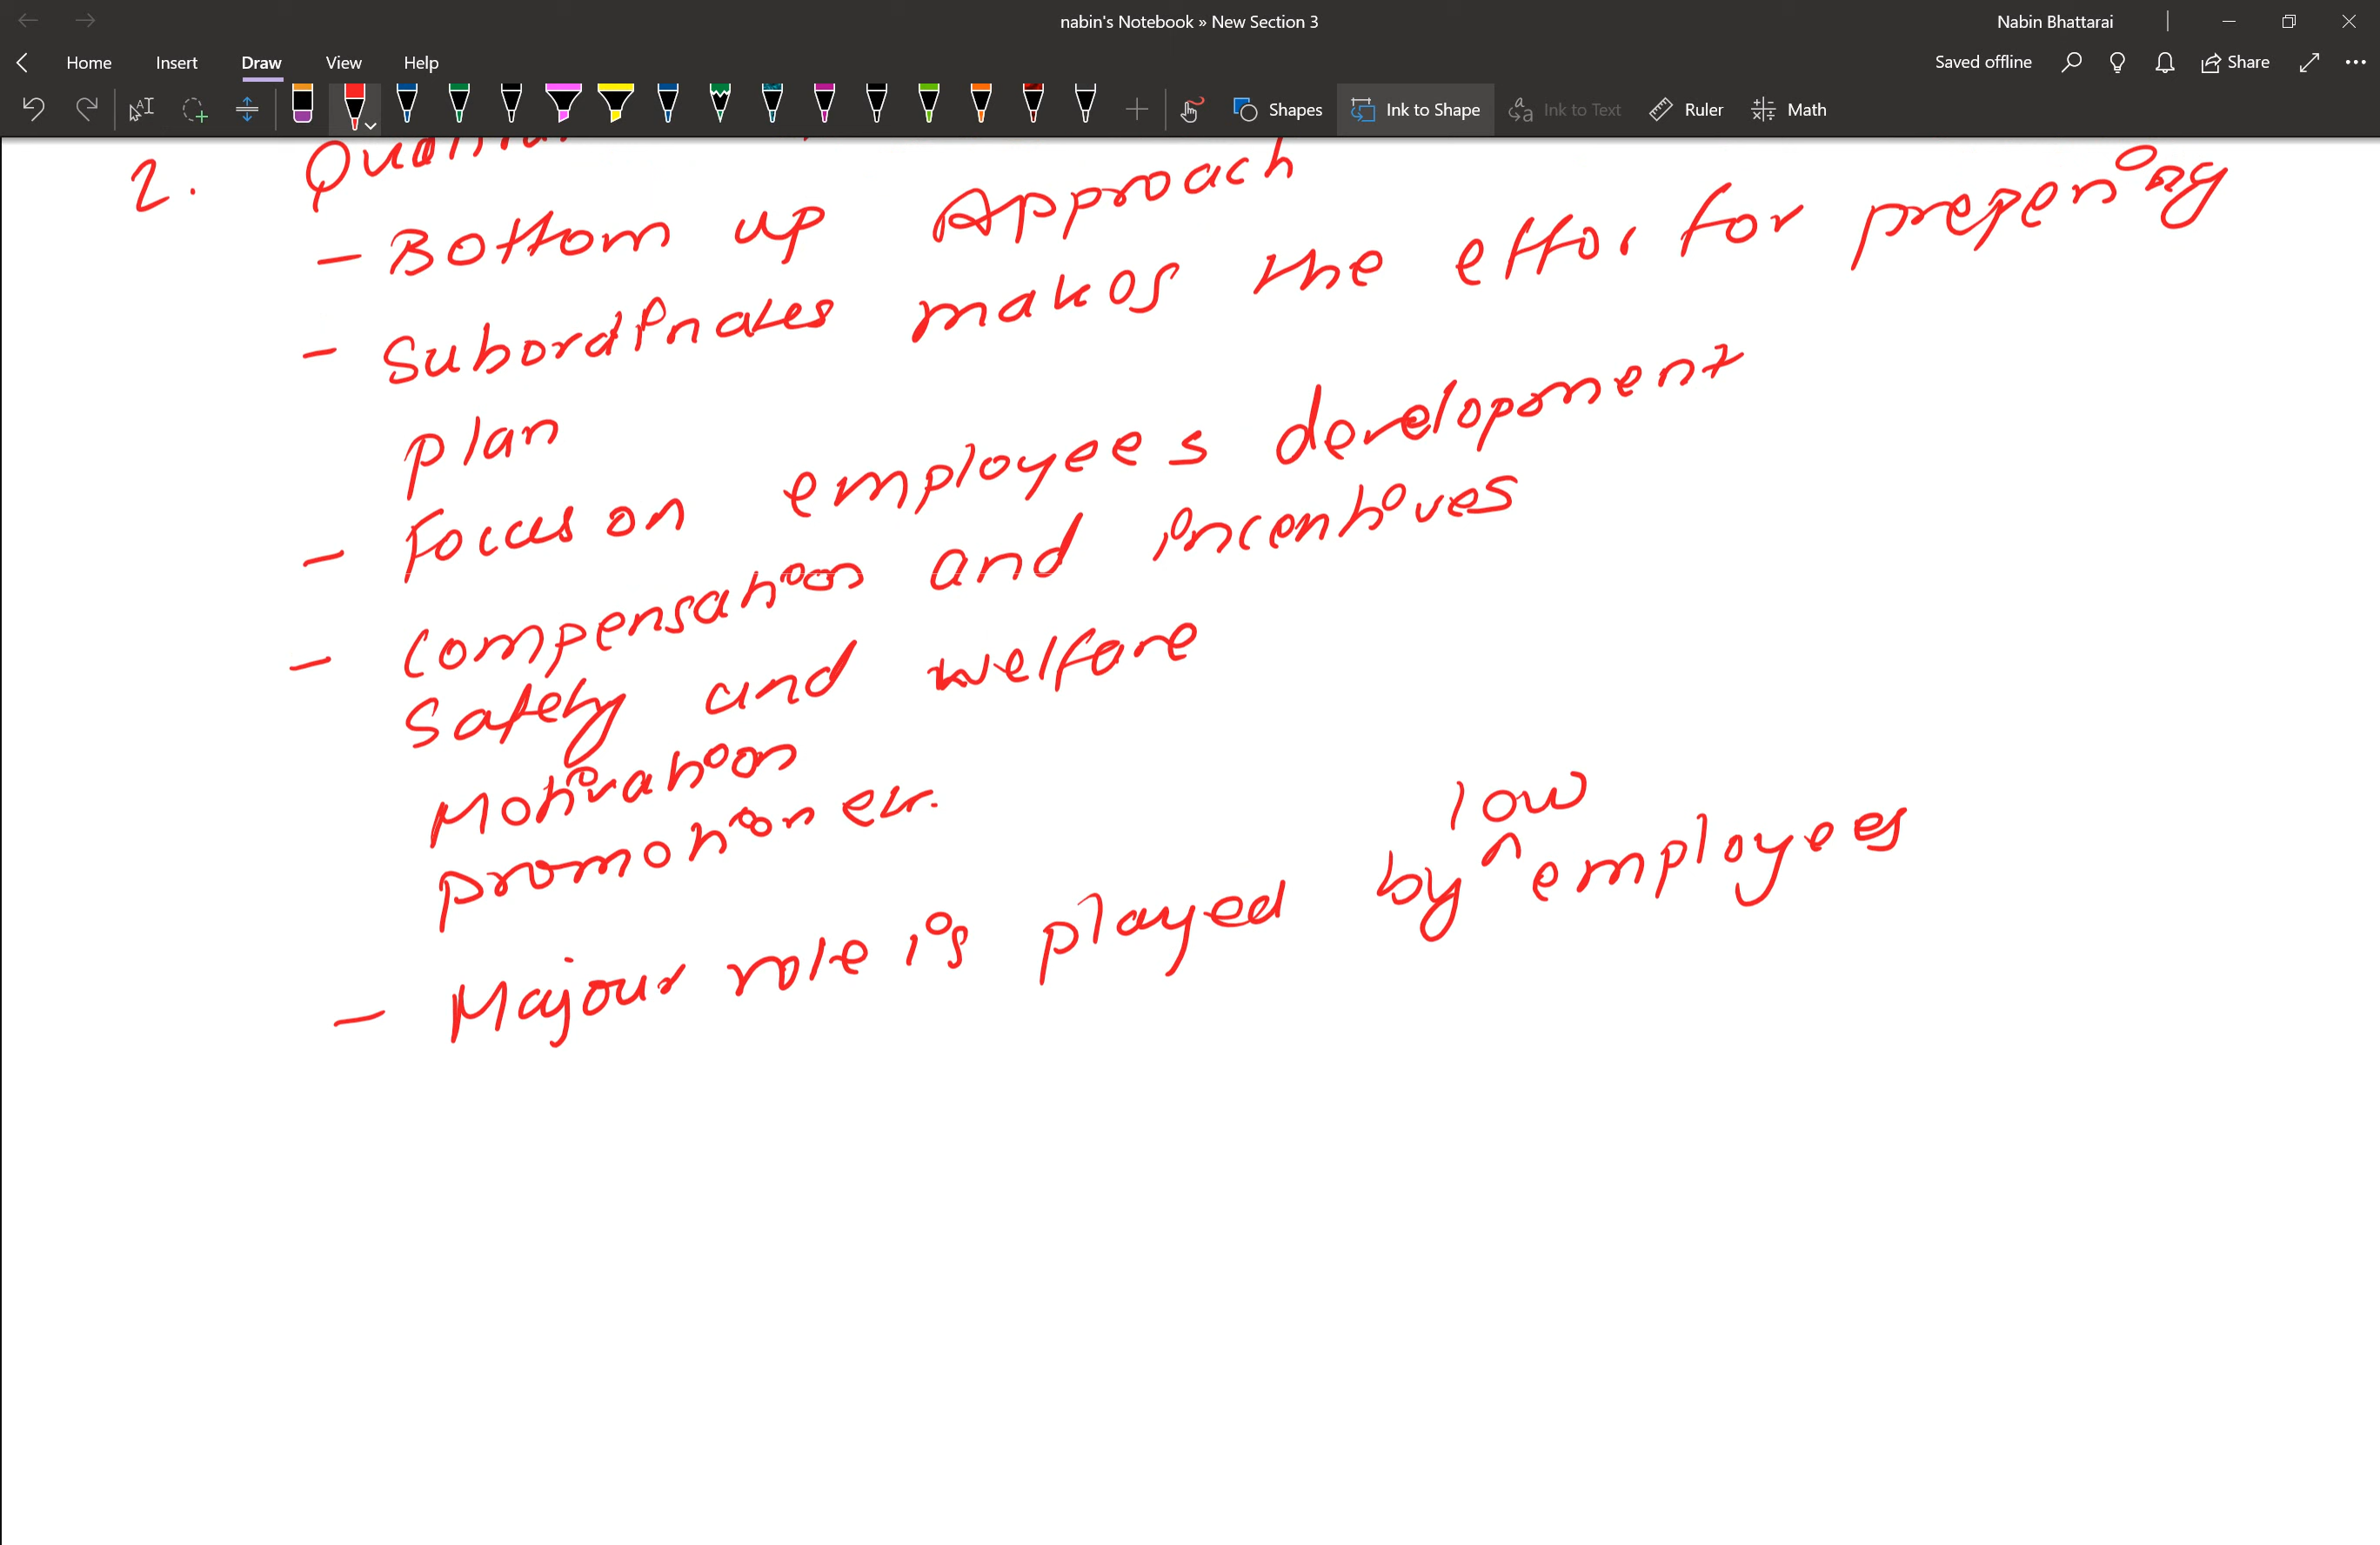 nabin's Notebook » New Section 3
Nabin Bhattarai
Home Insert Draw View Help
Saved offline Share
Shapes Ink to Shape Ink to Text Ruler Math
2.
- Bottom up Approach
- Subordinates makes the effor for prepering
plan
- Focus on employees development
- Compensation and incentives
Safety and welfare
Motivation
promotion etc.
low
- Majour role is played by ^ employees